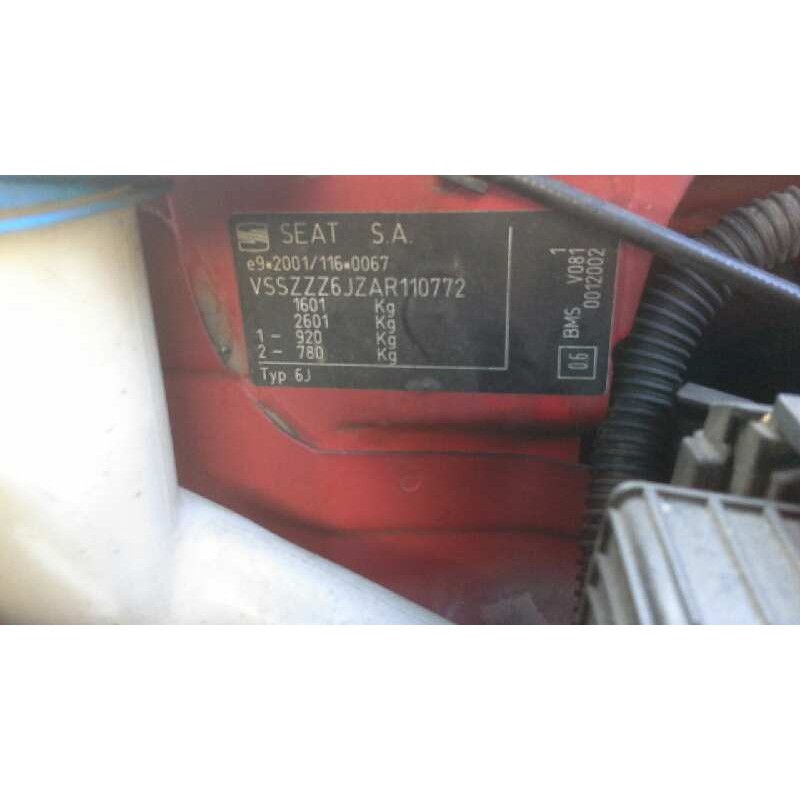 SEAT S.A.
e9*2001/116*0067
VSSZZZ6JZAR110772
1601 Kg
2601 Kg
1 - 920 Kg
2 - 780 Kg
Typ 6J
0.6 BMS V081 1
0012002